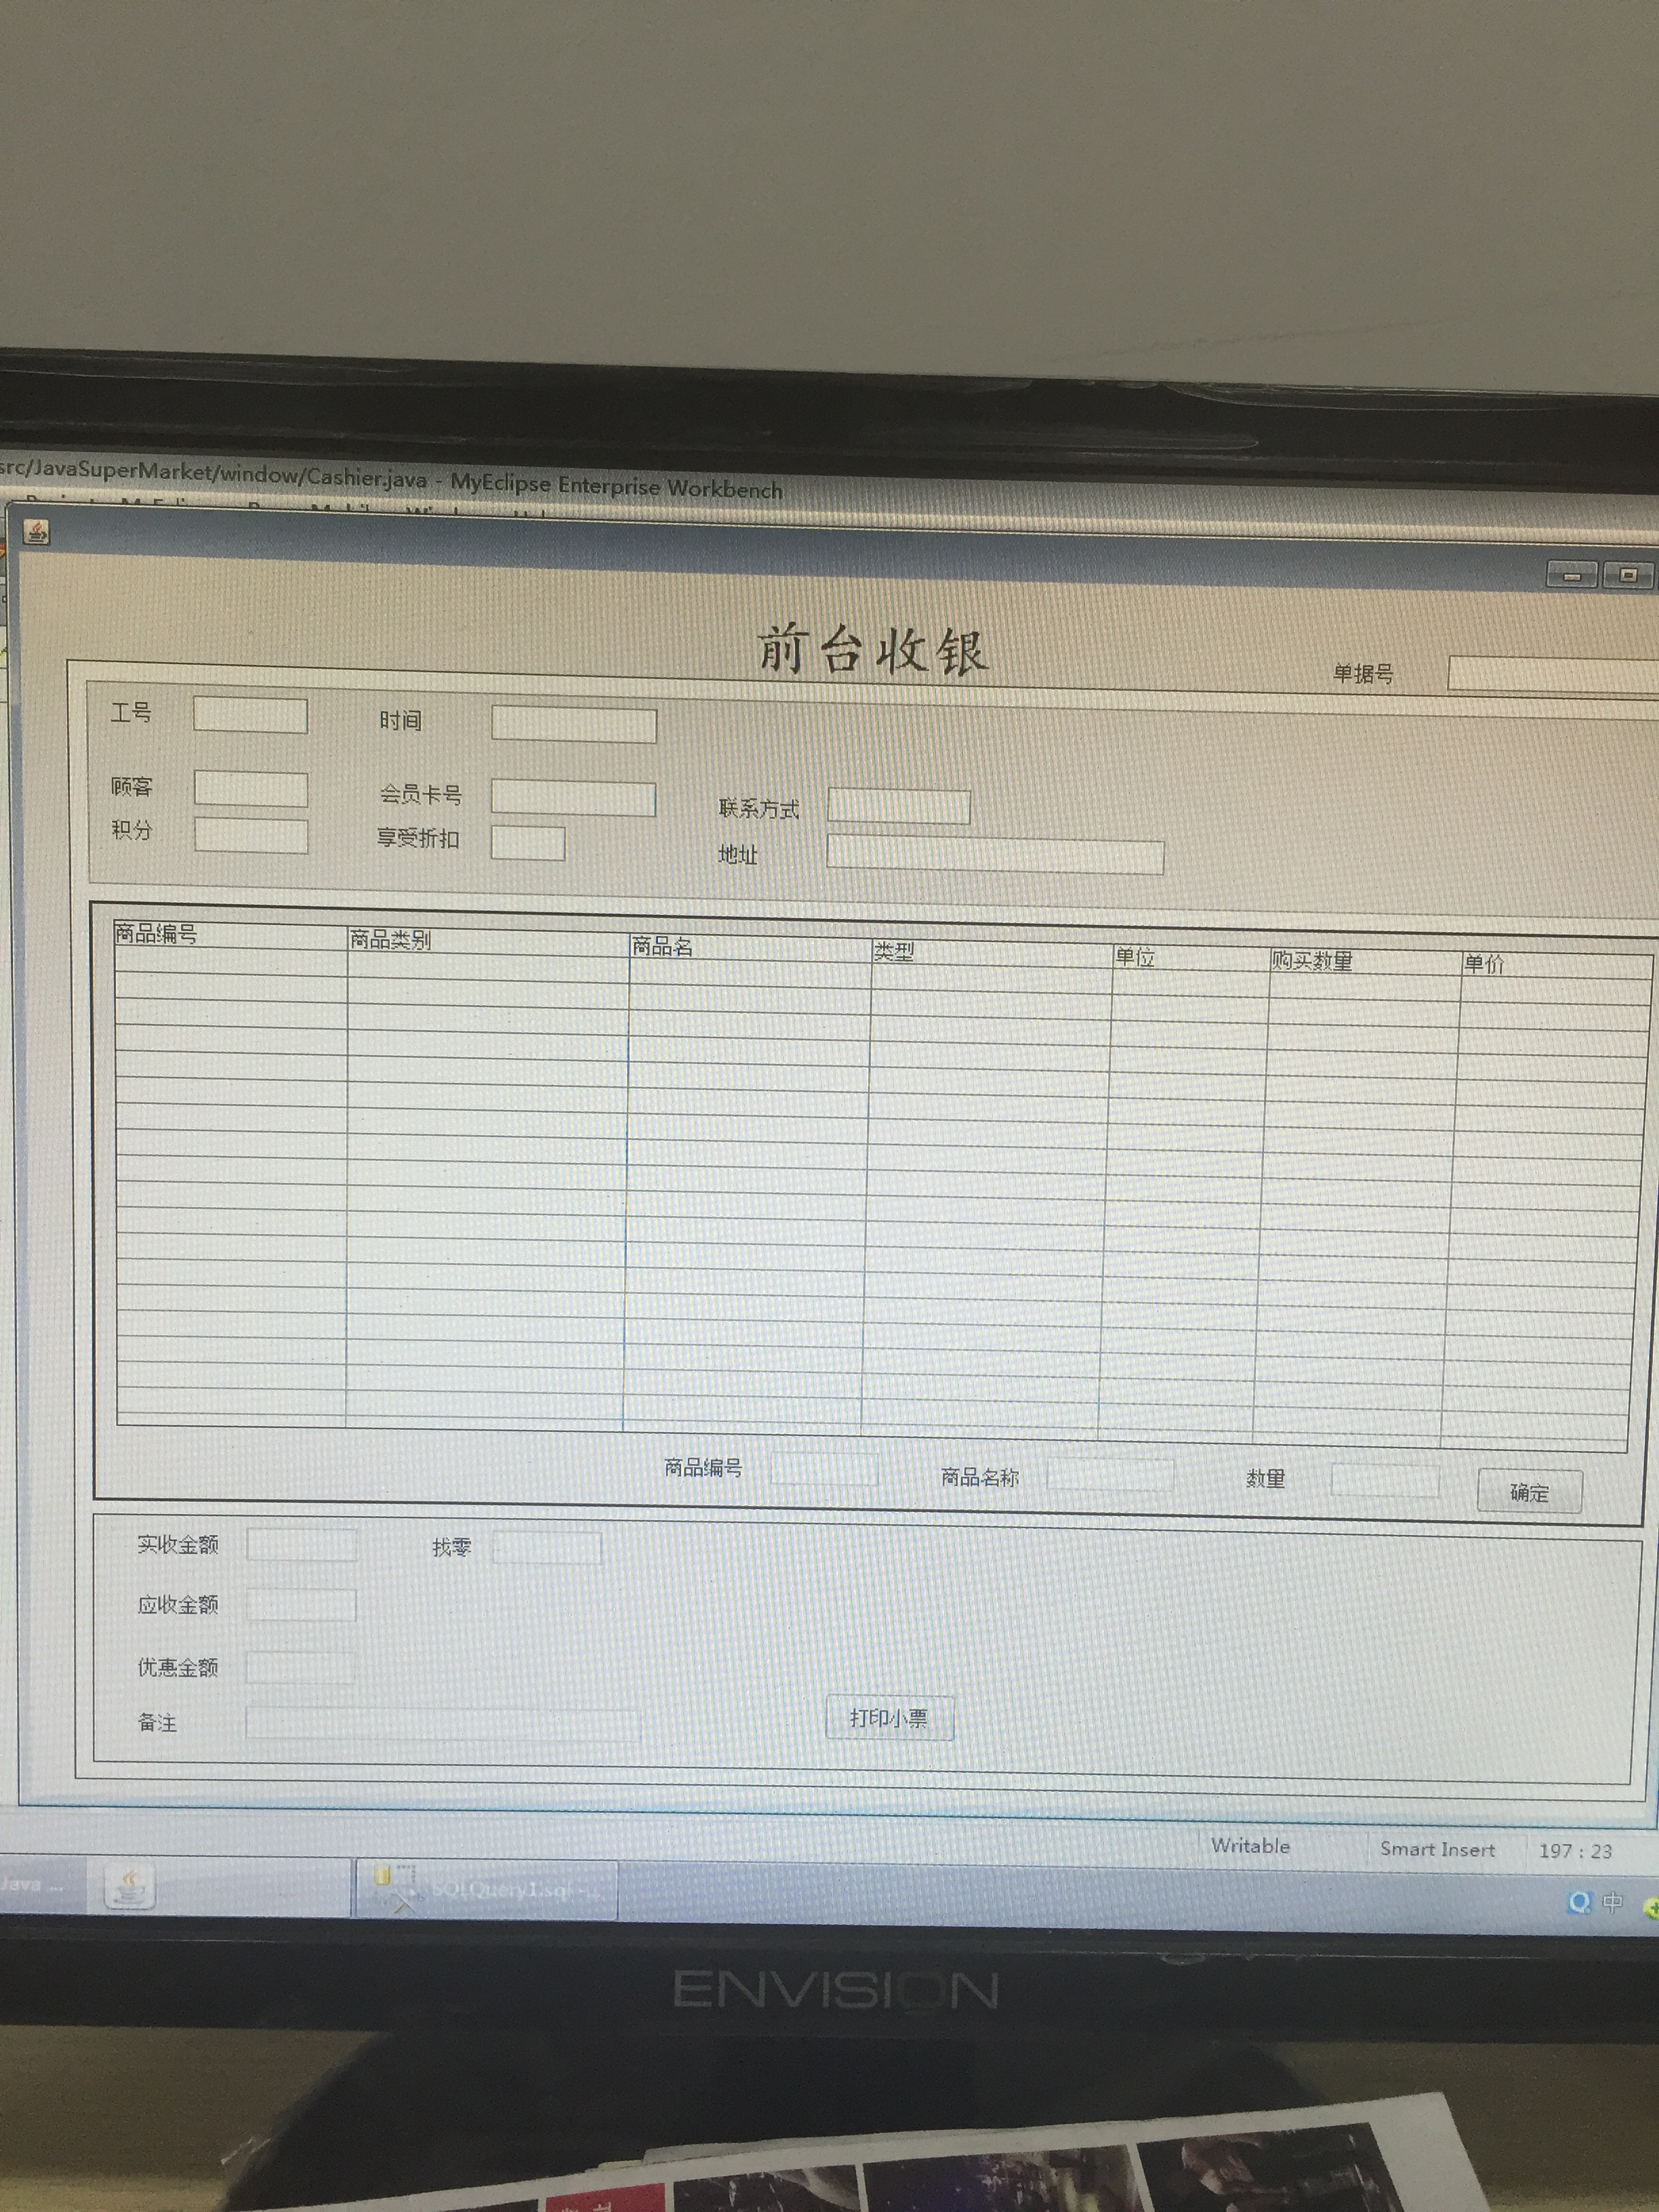 src/JavaSuperMarket/window/Cashier.java - MyEclipse Enterprise Workbench
前台收银
单据号
工号 时间
顾客 会员卡号 联系方式
积分 享受折扣 地址
商品编号 商品类别 商品名 类型 单位 购买数量 单价
商品编号 商品名称 数量 确定
实收金额 找零
应收金额
优惠金额
备注 打印小票
Writable Smart Insert 197 : 23
Java ... SQLQuery1.sql -... 中
ENVISION